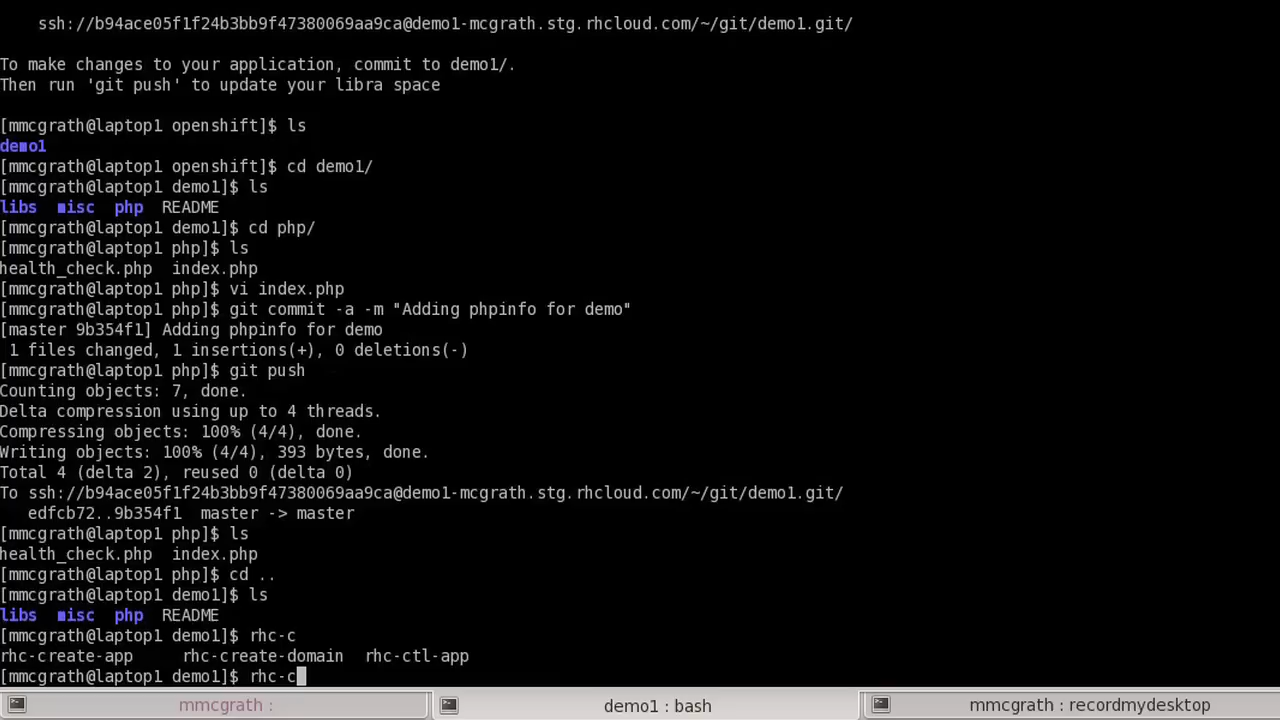 ssh://b94ace05f1f24b3bb9f47380069aa9ca@demo1-mcgrath.stg.rhcloud.com/~/git/demo1.git/
To make changes to your application, commit to demo1/.
Then run 'git push' to update your libra space
[mmcgrath@laptop1 openshift]$ ls
demo1
[mmcgrath@laptop1 openshift]$ cd demo1/
[mmcgrath@laptop1 demo1]$ ls
libs  misc  php  README
[mmcgrath@laptop1 demo1]$ cd php/
[mmcgrath@laptop1 php]$ ls
health_check.php  index.php
[mmcgrath@laptop1 php]$ vi index.php
[mmcgrath@laptop1 php]$ git commit -a -m "Adding phpinfo for demo"
[master 9b354f1] Adding phpinfo for demo
 1 files changed, 1 insertions(+), 0 deletions(-)
[mmcgrath@laptop1 php]$ git push
Counting objects: 7, done.
Delta compression using up to 4 threads.
Compressing objects: 100% (4/4), done.
Writing objects: 100% (4/4), 393 bytes, done.
Total 4 (delta 2), reused 0 (delta 0)
To ssh://b94ace05f1f24b3bb9f47380069aa9ca@demo1-mcgrath.stg.rhcloud.com/~/git/demo1.git/
   edfcb72..9b354f1  master -> master
[mmcgrath@laptop1 php]$ ls
health_check.php  index.php
[mmcgrath@laptop1 php]$ cd ..
[mmcgrath@laptop1 demo1]$ ls
libs  misc  php  README
[mmcgrath@laptop1 demo1]$ rhc-c
rhc-create-app     rhc-create-domain  rhc-ctl-app
[mmcgrath@laptop1 demo1]$ rhc-c
mmcgrath :  demo1 : bash  mmcgrath : recordmydesktop